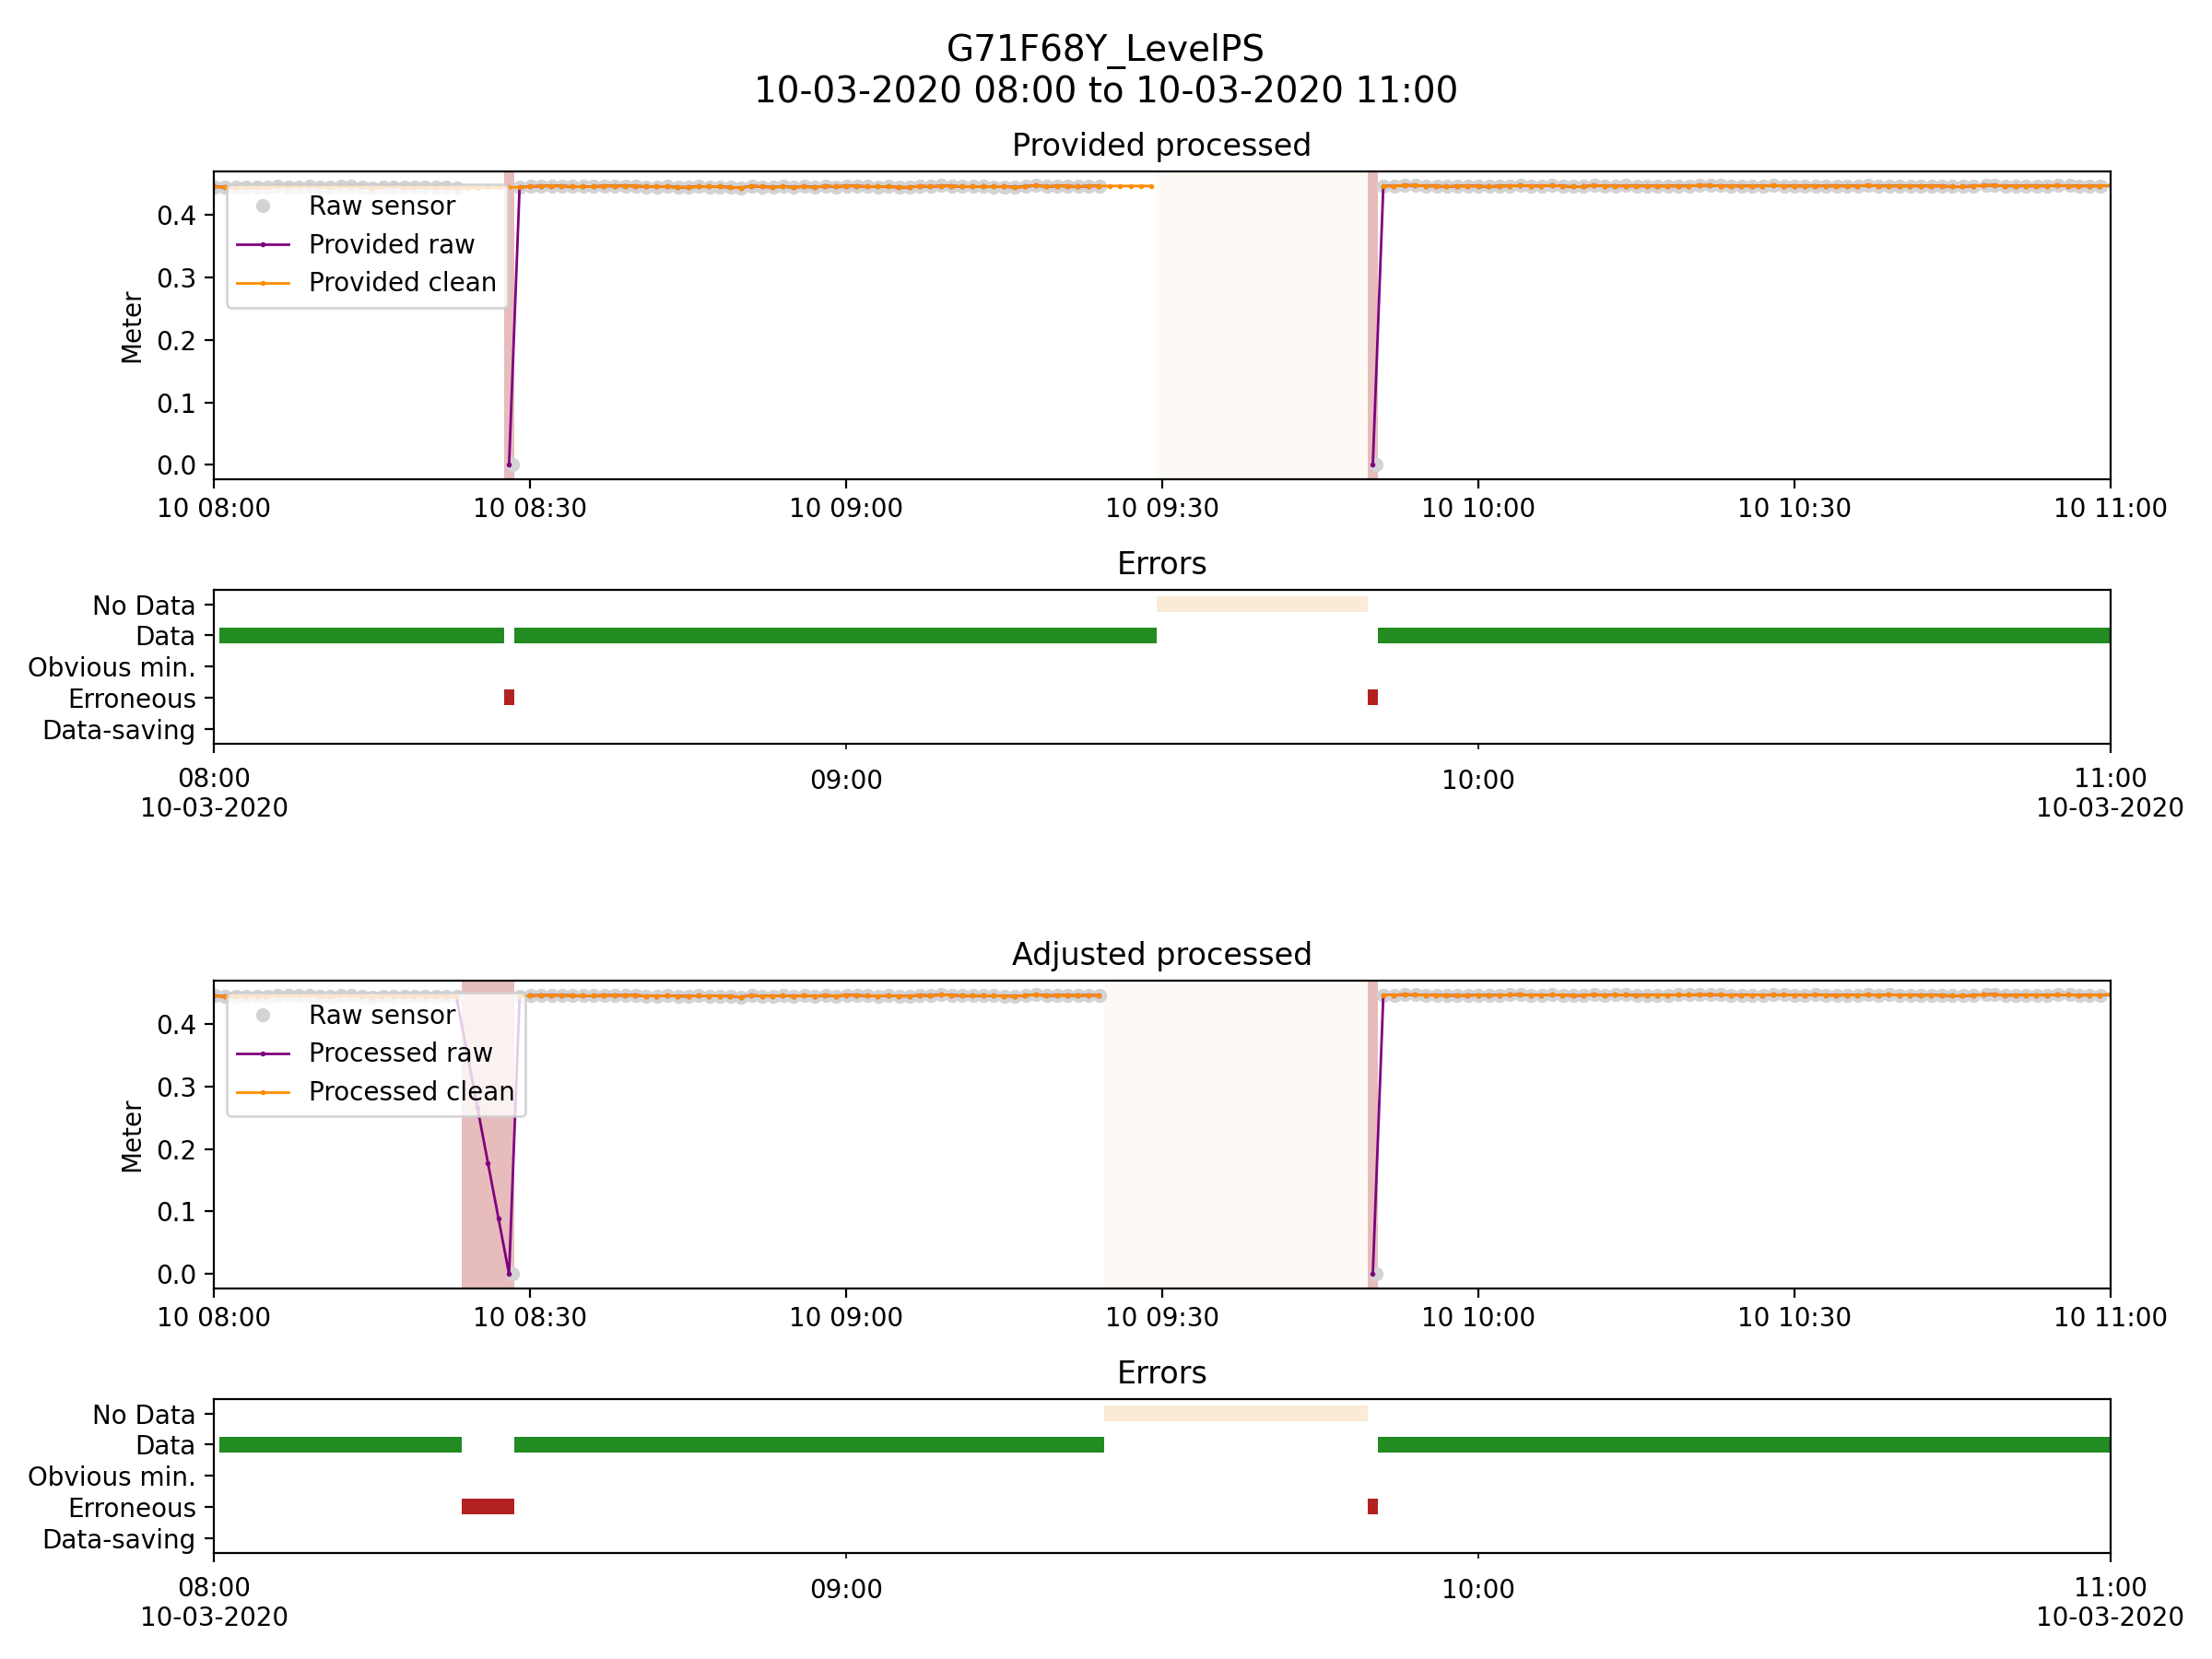 G71F68Y_LevelPS
10-03-2020 08:00 to 10-03-2020 11:00
Provided processed
Meter
0.4
0.3
0.2
0.1
0.0
Raw sensor
Provided raw
Provided clean
10 08:00 10 08:30 10 09:00 10 09:30 10 10:00 10 10:30 10 11:00
Errors
No Data
Data
Obvious min.
Erroneous
Data-saving
08:00 09:00 10:00 11:00
10-03-2020 10-03-2020
Adjusted processed
Meter
0.4
0.3
0.2
0.1
0.0
Raw sensor
Processed raw
Processed clean
10 08:00 10 08:30 10 09:00 10 09:30 10 10:00 10 10:30 10 11:00
Errors
No Data
Data
Obvious min.
Erroneous
Data-saving
08:00 09:00 10:00 11:00
10-03-2020 10-03-2020